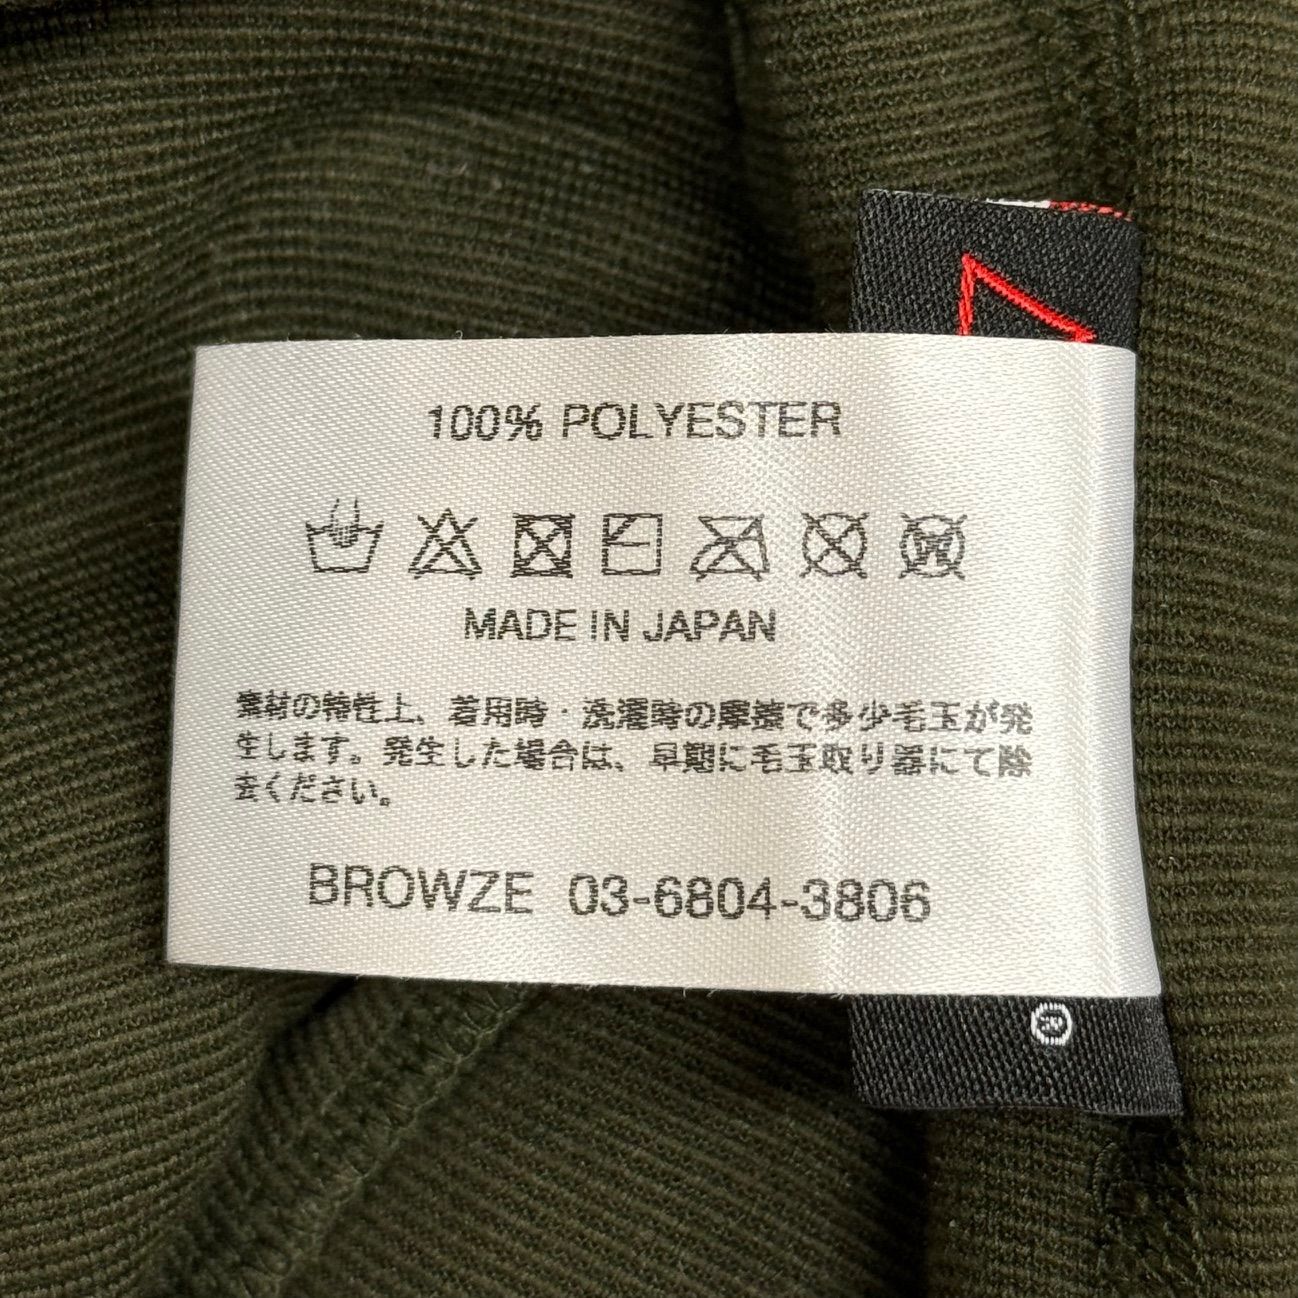 100% POLYESTER
W
MADE IN JAPAN
素材の特性上、着用時・洗濯時の摩擦で多少毛玉が発
生します。発生した場合は、早期に毛玉取り器にて除
去ください。
BROWZE 03-6804-3806
®